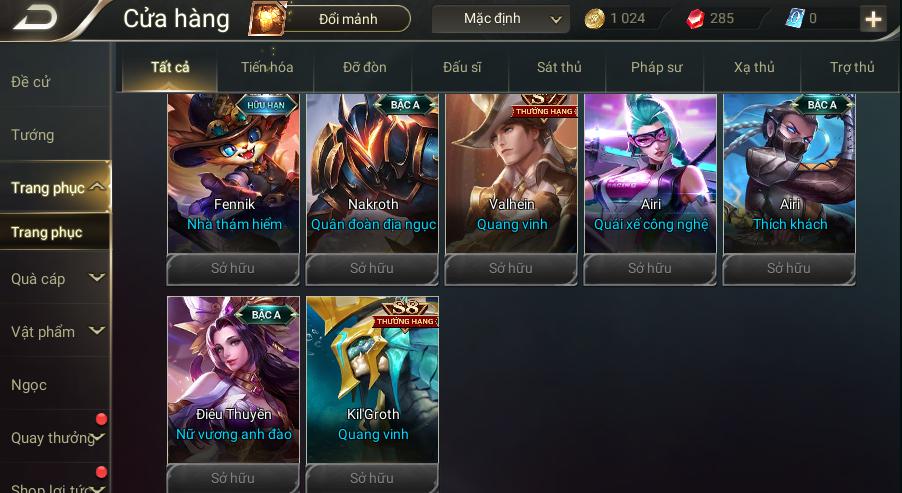 Cửa hàng
Đổi mảnh
Mặc định
1 024
285
0
Đề cử
Tướng
Trang phục
Trang phục
Quà cáp
Vật phẩm
Ngọc
Quay thưởng
Shop lợi tức
Tất cả
Tiến hóa
Đỡ đòn
Đấu sĩ
Sát thủ
Pháp sư
Xạ thủ
Trợ thủ
HỮU HẠN
Fennik
Nhà thám hiểm
Sở hữu
BẬC A
Nakroth
Quân đoàn địa ngục
Sở hữu
THƯỞNG HẠNG
Valhein
Quang vinh
Sở hữu
Airi
Quái xế công nghệ
Sở hữu
BẬC A
Airi
Thích khách
Sở hữu
BẬC A
Điêu Thuyền
Nữ vương anh đào
Sở hữu
S8
THƯỞNG HẠNG
Kil'Groth
Quang vinh
Sở hữu